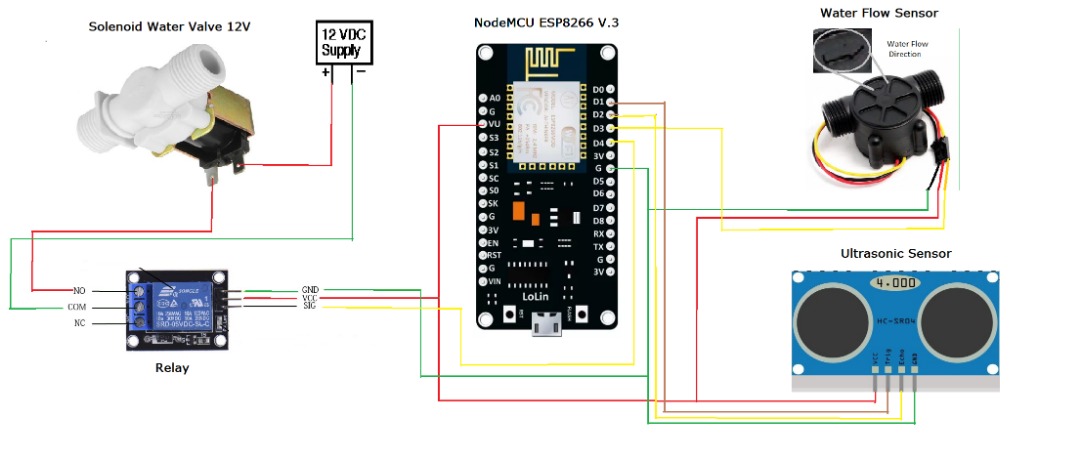 Solenoid Water Valve 12V
12 VDC
Supply
+ −
NodeMCU ESP8266 V.3
Water Flow Sensor
Water Flow
Direction
A0
G
VU
S3
S2
S1
SC
S0
SK
G
3V
EN
RST
G
VIN
D0
D1
D2
D3
D4
3V
G
D5
D6
D7
D8
RX
TX
G
3V
LoLin
RST
FLASH
NO
COM
NC
SONGLE
SRD-05VDC-SL-C
GND
VCC
SIG
Relay
Ultrasonic Sensor
4.000
HC-SR04
VCC
Trig
Echo
GND